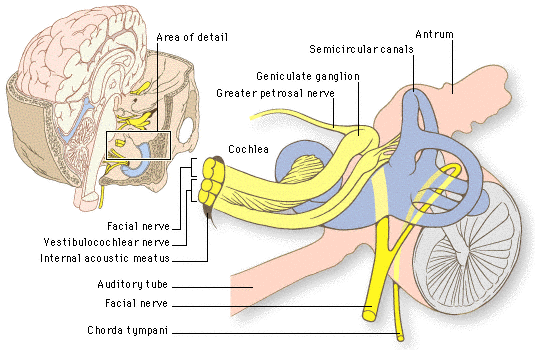 Area of detail
Antrum
Semicircular canals
Geniculate ganglion
Greater petrosal nerve
Cochlea
Facial nerve
Yestibulocochlear nerve
Internal acoustic meatus
Auditory tube
Facial nerve
Chorda tympani